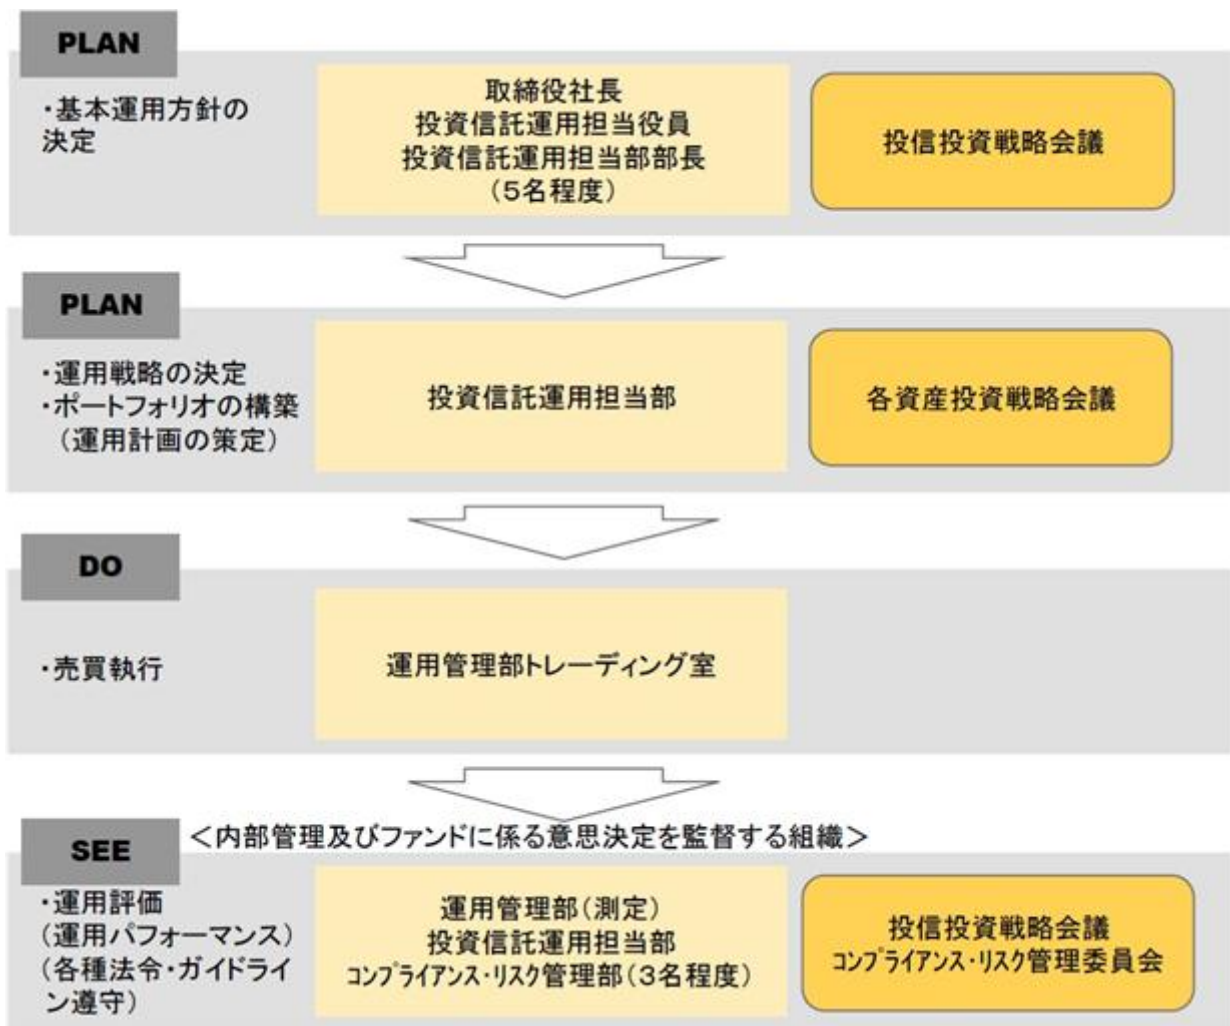 PLAN
・基本運用方針の
決定
取締役社長
投資信託運用担当役員
投資信託運用担当部部長
(5名程度)
投信投資戦略会議
PLAN
・運用戦略の決定
・ポートフォリオの構築
(運用計画の策定)
投資信託運用担当部
各資産投資戦略会議
DO
・売買執行
運用管理部トレーディング室
SEE
<内部管理及びファンドに係る意思決定を監督する組織>
・運用評価
(運用パフォーマンス)
(各種法令・ガイドライ
ン遵守)
運用管理部(測定)
投資信託運用担当部
コンプライアンス・リスク管理部(3名程度)
投信投資戦略会議
コンプライアンス・リスク管理委員会